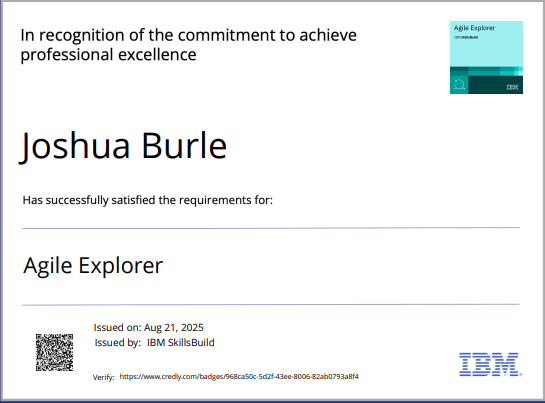 In recognition of the commitment to achieve
professional excellence
Agile Explorer
IBM SkillsBuild
IBM
Joshua Burle
Has successfully satisfied the requirements for:
Agile Explorer
Issued on: Aug 21, 2025
Issued by: IBM SkillsBuild
Verify: https://www.credly.com/badges/968ca50c-5d2f-43ee-8006-82ab0793a8f4
IBM